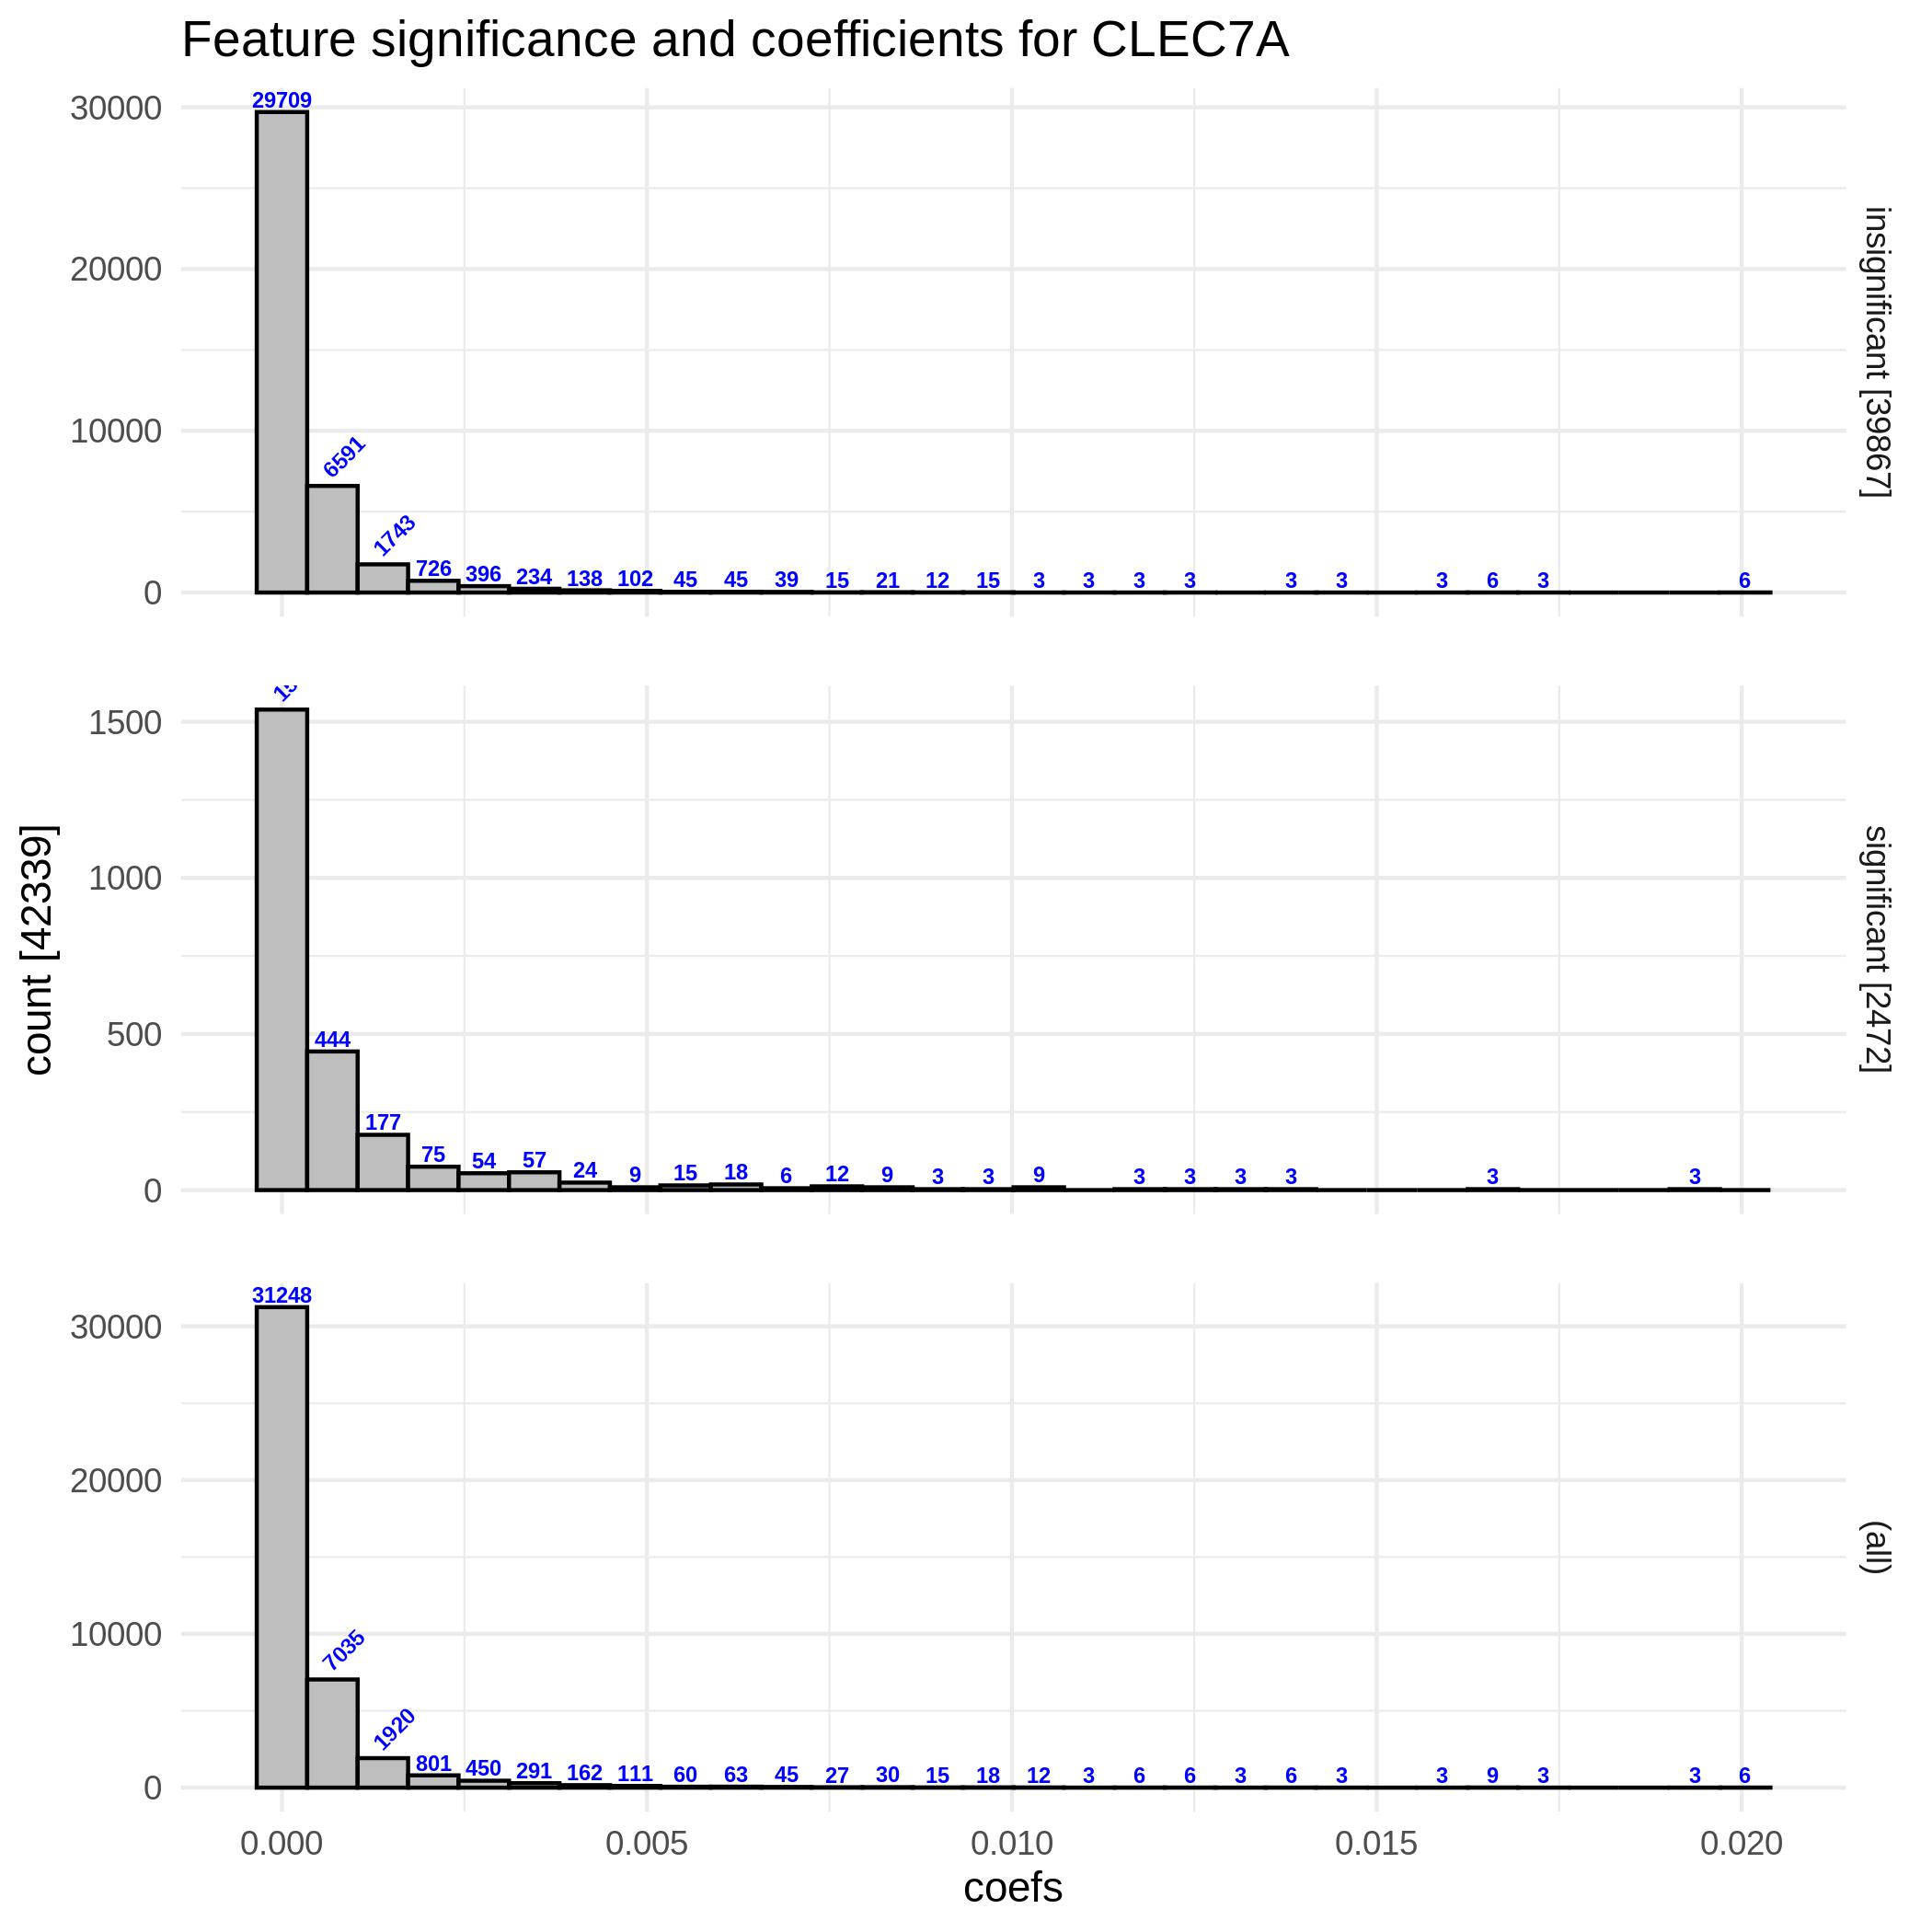 Feature significance and coefficients for CLEC7A
30000
20000
10000
0
29709
6591
1743
726 396 234 138 102 45 45 39 15 21 12 15 3 3 3 3 3 3 3 6 3 6
insignificant [39867]
count [42339]
1500
1000
500
0
444
177
75 54 57 24 9 15 18 6 12 9 3 3 9 3 3 3 3 3 3
significant [2472]
30000
20000
10000
0
31248
7035
1920
801 450 291 162 111 60 63 45 27 30 15 18 12 3 6 6 3 6 3 3 9 3 3 6
(all)
0.000 0.005 0.010 0.015 0.020
coefs